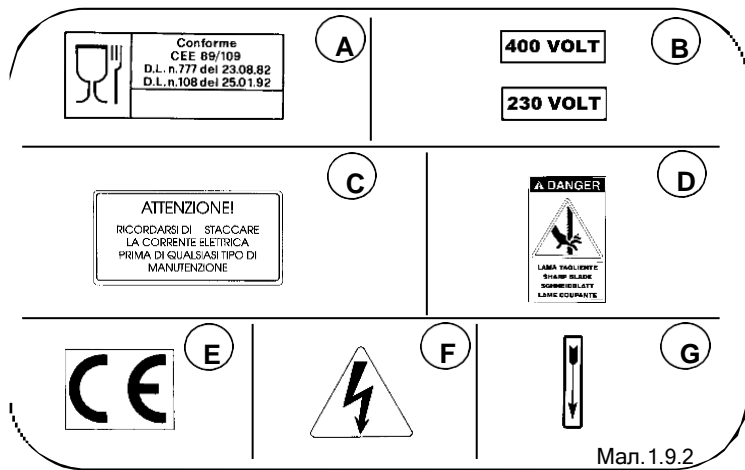 Conforme
CEE 89/109
D.L. n.777 del 23.08.82
D.L. n.108 del 25.01.92
A
400 VOLT
230 VOLT
B
ATTENZIONE!
RICORDARSI DI STACCARE
LA CORRENTE ELETTRICA
PRIMA DI QUALSIASI TIPO DI
MANUTENZIONE
C
DANGER
LAMA TAGLIENTE
SHARP BLADE
SCHNEIDBLATT
LAME COUPANTE
D
CE
E
F
G
Мал.1.9.2